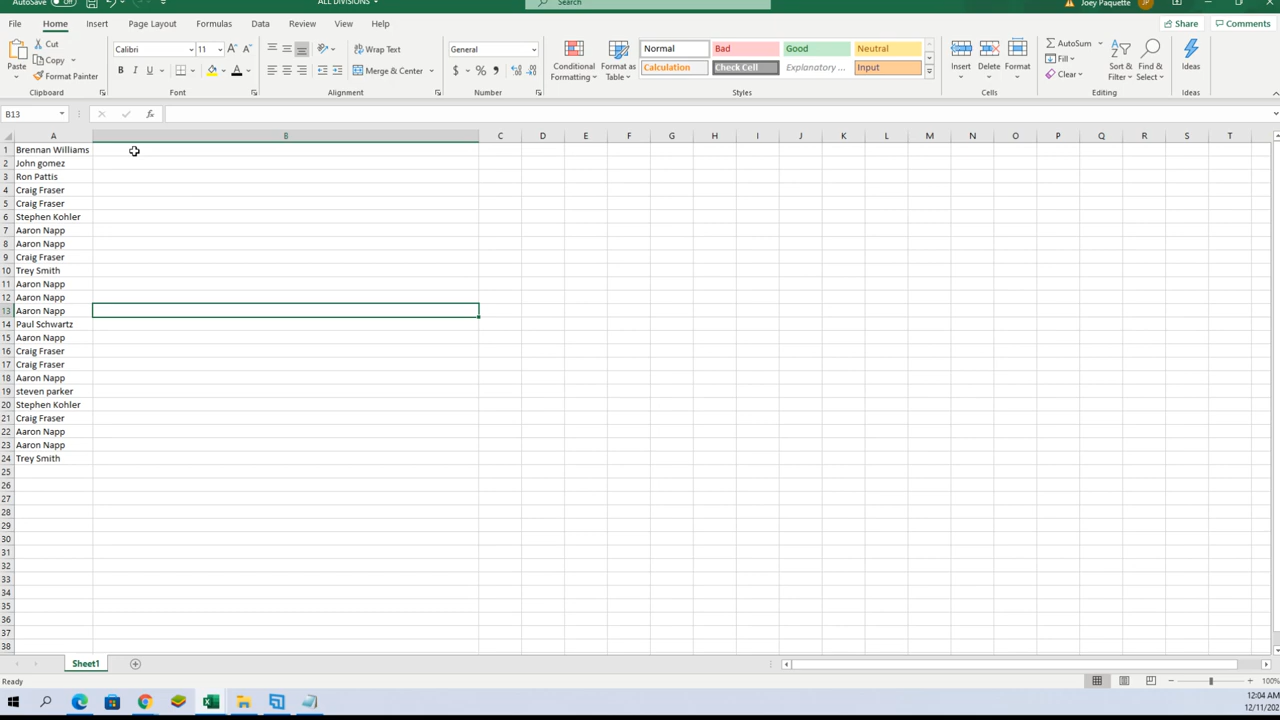 AutoSave Off ALL DIVISIONS Search Joey Paquette JP
File Home Insert Page Layout Formulas Data Review View Help Share Comments
Paste Cut Copy Format Painter Clipboard
Calibri 11 A A B I U A Font
ab Wrap Text Merge & Center Alignment
General $ % , Number
Conditional Formatting Format as Table Normal Bad Good Neutral Calculation Check Cell Explanatory ... Input Styles
Insert Delete Format Cells
AutoSum Fill Clear Sort & Filter Find & Select Editing
Ideas Ideas
B13 fx
A B C D E F G H I J K L M N O P Q R S T
1 Brennan Williams
2 John gomez
3 Ron Pattis
4 Craig Fraser
5 Craig Fraser
6 Stephen Kohler
7 Aaron Napp
8 Aaron Napp
9 Craig Fraser
10 Trey Smith
11 Aaron Napp
12 Aaron Napp
13 Aaron Napp
14 Paul Schwartz
15 Aaron Napp
16 Craig Fraser
17 Craig Fraser
18 Aaron Napp
19 steven parker
20 Stephen Kohler
21 Craig Fraser
22 Aaron Napp
23 Aaron Napp
24 Trey Smith
25
26
27
28
29
30
31
32
33
34
35
36
37
38
Sheet1
Ready 100%
12:04 AM
12/11/202